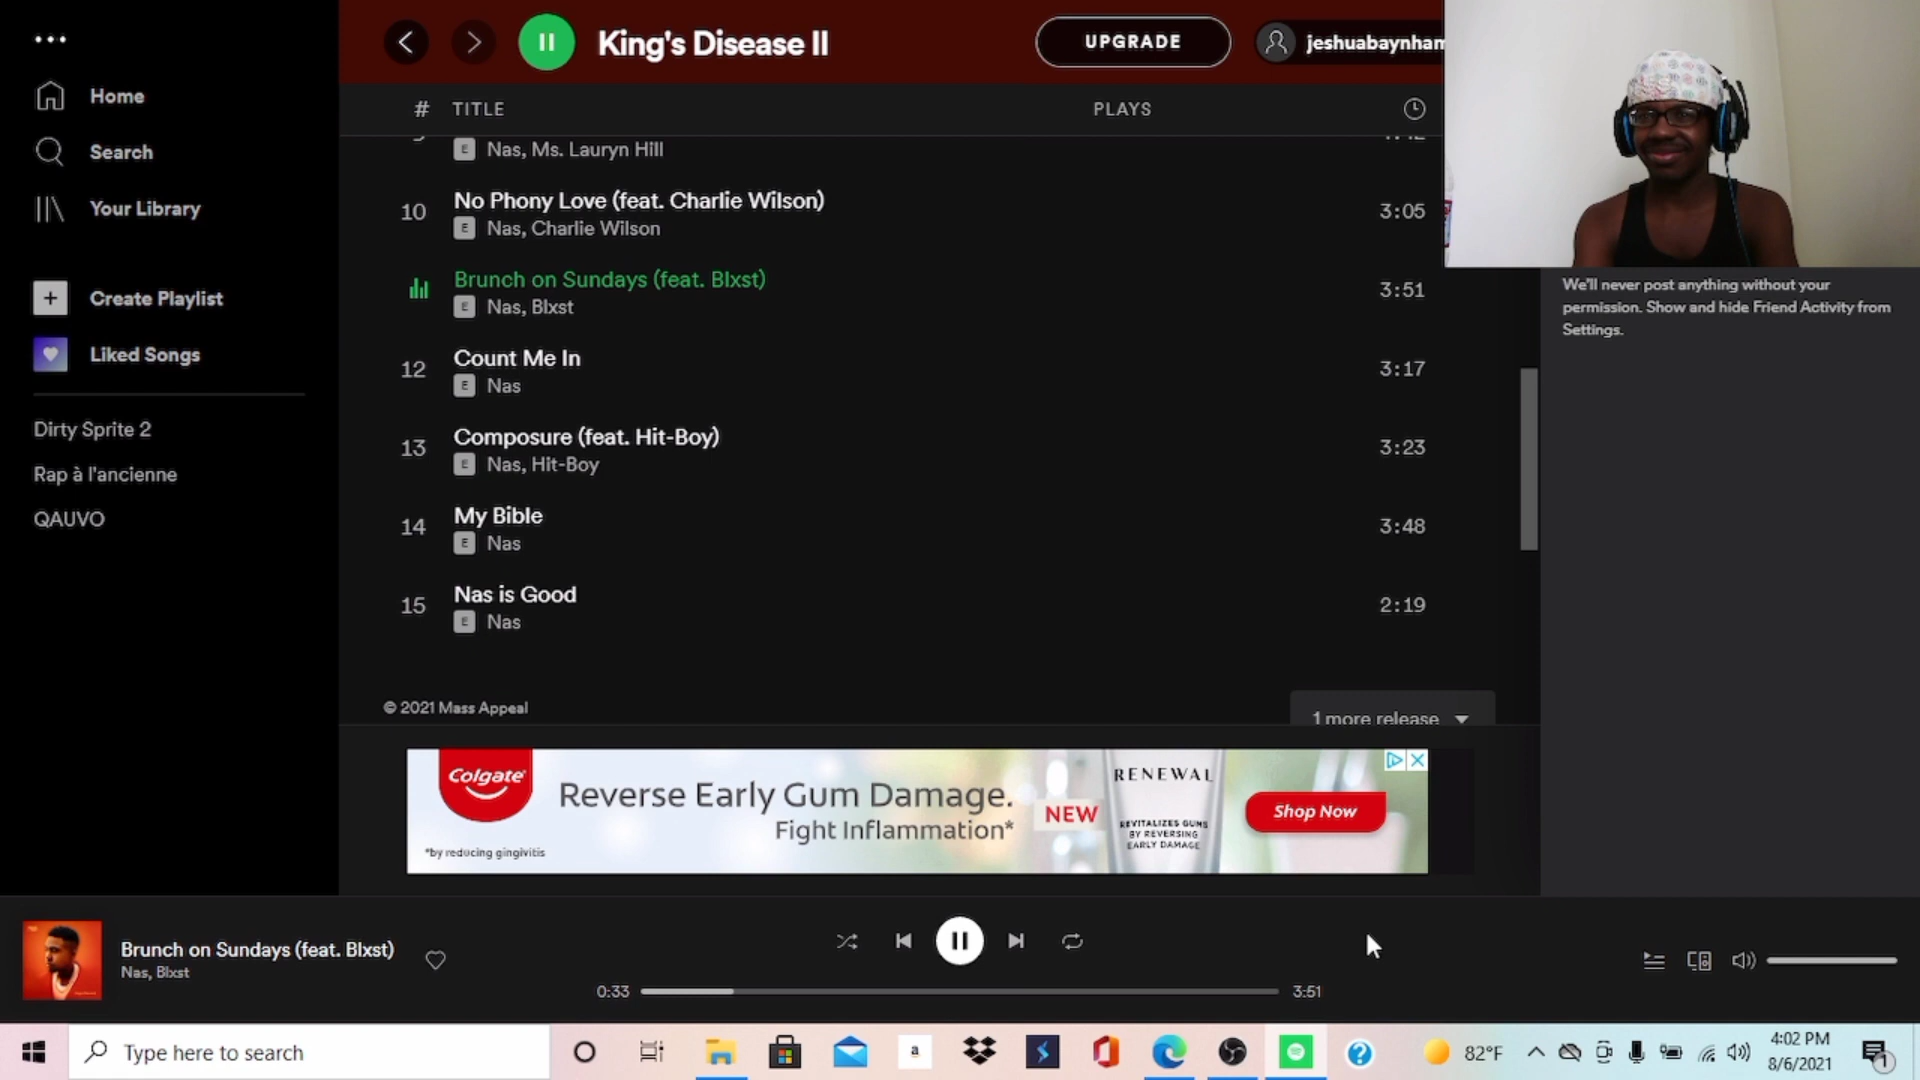 Home
Search
Your Library
Create Playlist
Liked Songs
Dirty Sprite 2
Rap à l'ancienne
QAUVO
King's Disease II
UPGRADE
jeshuabaynham
# TITLE PLAYS
E Nas, Ms. Lauryn Hill
10 No Phony Love (feat. Charlie Wilson) 3:05
E Nas, Charlie Wilson
Brunch on Sundays (feat. Blxst) 3:51
E Nas, Blxst
12 Count Me In 3:17
E Nas
13 Composure (feat. Hit-Boy) 3:23
E Nas, Hit-Boy
14 My Bible 3:48
E Nas
15 Nas is Good 2:19
E Nas
© 2021 Mass Appeal
1 more release
We'll never post anything without your
permission. Show and hide Friend Activity from
Settings.
Colgate
Reverse Early Gum Damage.
Fight Inflammation*
*by reducing gingivitis
NEW
RENEWAL
REVITALIZES GUMS
BY REVERSING
EARLY DAMAGE
Shop Now
Brunch on Sundays (feat. Blxst)
Nas, Blxst
0:33 3:51
Type here to search
a
82°F
4:02 PM
8/6/2021
1